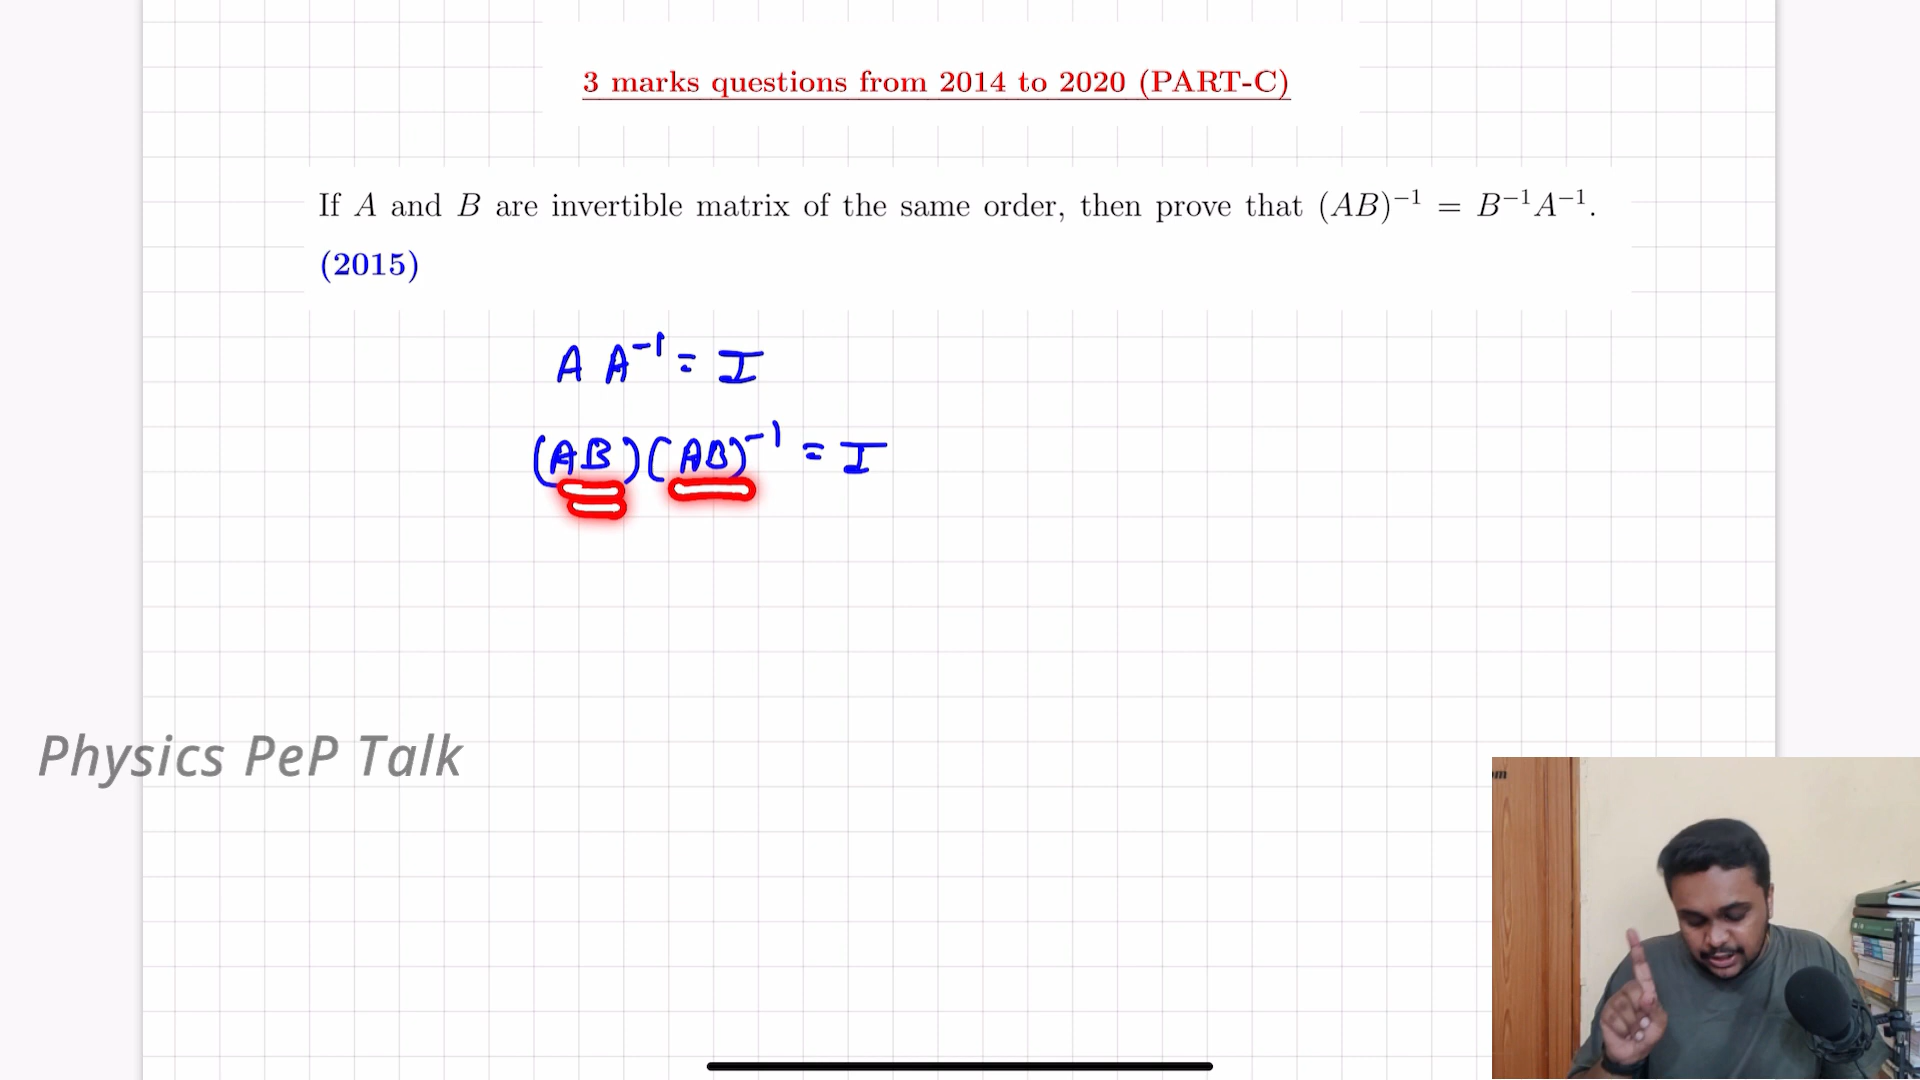 3 marks questions from 2014 to 2020 (PART-C)
If A and B are invertible matrix of the same order, then prove that (AB)⁻¹ = B⁻¹A⁻¹.
(2015)
A A⁻¹ = I
(AB)(AB)⁻¹ = I
Physics PeP Talk
om